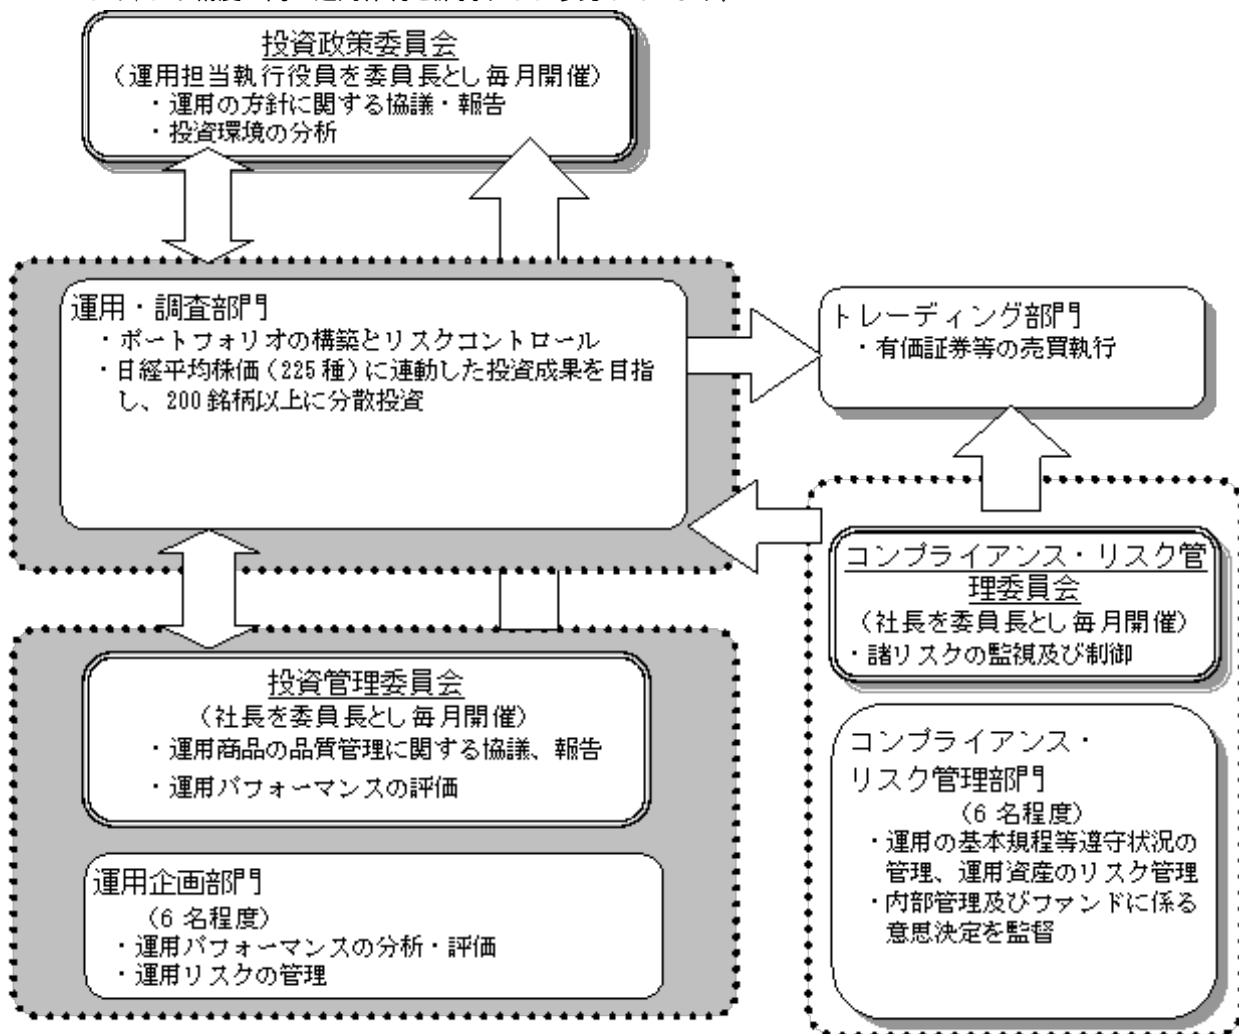 投資政策委員会
(運用担当執行役員を委員長とし毎月開催)
・運用の方針に関する協議・報告
・投資環境の分析
運用・調査部門
・ポートフォリオの構築とリスクコントロール
・日経平均株価(225種)に連動した投資成果を目指
し、200銘柄以上に分散投資
トレーディング部門
・有価証券等の売買執行
コンプライアンス・リスク管
理委員会
(社長を委員長とし毎月開催)
・諸リスクの監視及び制御
投資管理委員会
(社長を委員長とし毎月開催)
・運用商品の品質管理に関する協議、報告
・運用パフォーマンスの評価
コンプライアンス・
リスク管理部門
(6名程度)
・運用の基本規程等遵守状況の
管理、運用資産のリスク管理
・内部管理及びファンドに係る
意思決定を監督
運用企画部門
(6名程度)
・運用パフォーマンスの分析・評価
・運用リスクの管理